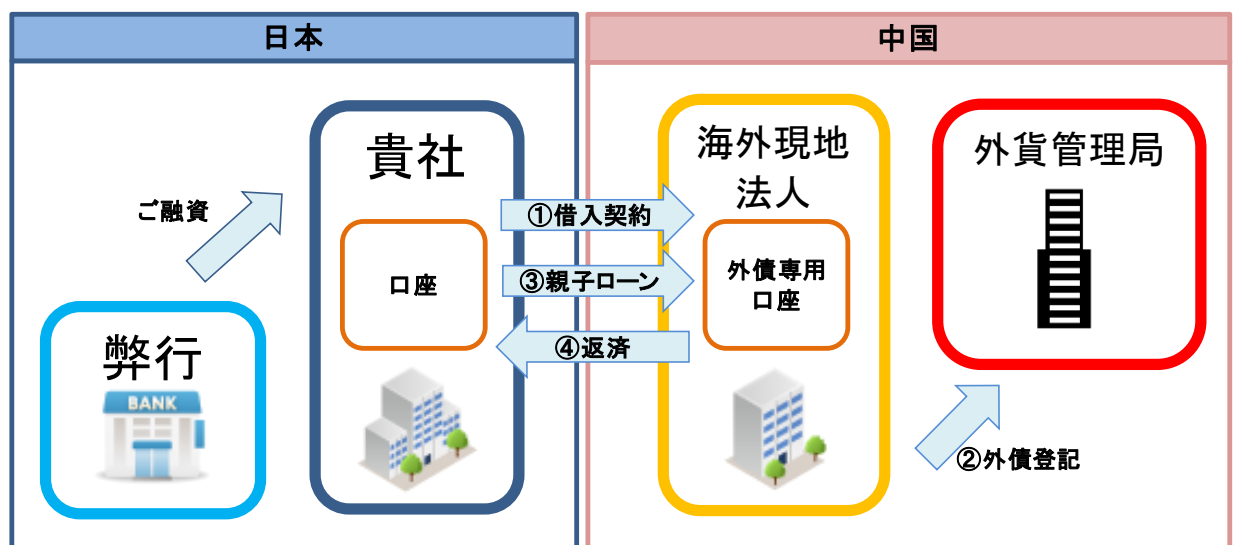 日本
中国
貴社
海外現地
法人
外貨管理局
ご融資
①借入契約
口座
③親子ローン
外債専用
口座
④返済
弊行
BANK
②外債登記